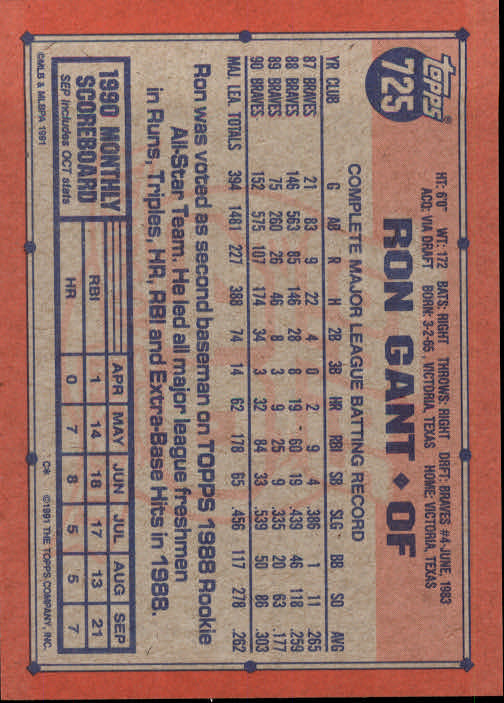 topps
725
HT: 6'0" WT: 172 BATS: RIGHT THROWS: RIGHT DRFT: BRAVES #4-JUNE, 1983
ACQ: VIA DRAFT BORN: 3-2-65, VICTORIA, TEXAS HOME: VICTORIA, TEXAS
RON GANT ◆ OF
COMPLETE MAJOR LEAGUE BATTING RECORD
YR CLUB G AB R H 2B 3B HR RBI SB SLG BB SO AVG
87 BRAVES 21 83 9 22 4 0 2 9 4 .386 1 11 .265
88 BRAVES 146 563 85 146 28 8 19 60 19 .439 46 118 .259
89 BRAVES 75 260 26 46 8 3 9 25 9 .335 20 63 .177
90 BRAVES 152 575 107 174 34 3 32 84 33 .539 50 86 .303
MAJ. LEA. TOTALS 394 1481 227 388 74 14 62 178 65 .456 117 278 .262
Ron was voted as second baseman on TOPPS 1988 Rookie
All-Star Team. He led all major league freshmen
in Runs, Triples, HR, RBI and Extra-Base Hits in 1988.
1990 MONTHLY
SCOREBOARD
SEP includes OCT stats
APR MAY JUN JUL AUG SEP
RBI 1 14 18 17 13 21
HR 0 7 8 5 5 7
©MLB & MLBPA 1991
C* ©1991 THE TOPPS COMPANY, INC.